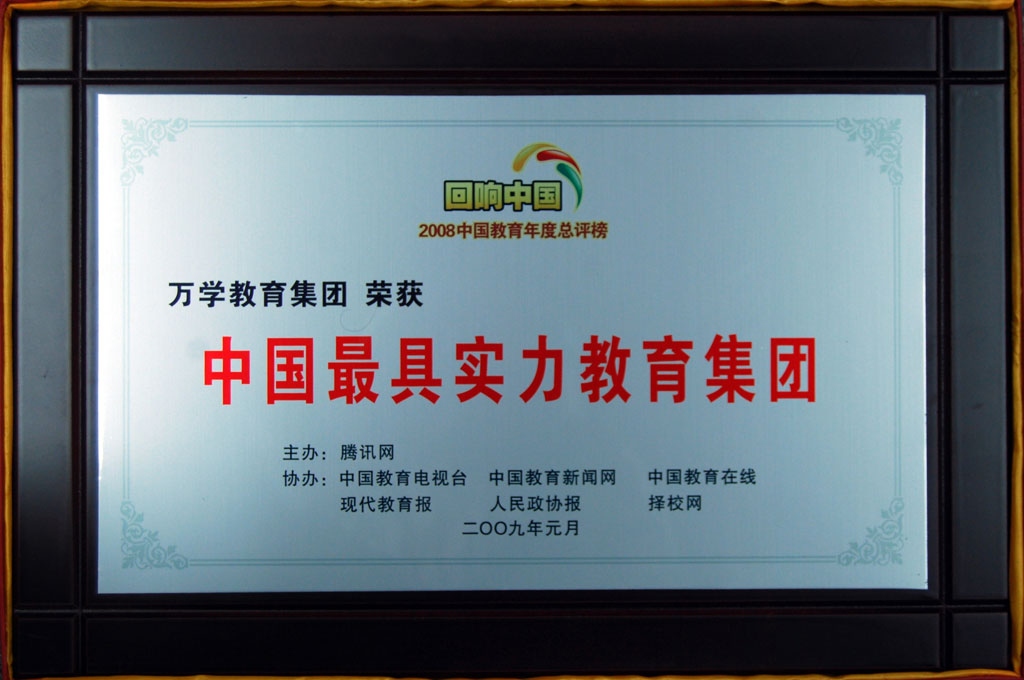 回响中国
2008中国教育年度总评榜
万学教育集团 荣获
中国最具实力教育集团
主办：腾讯网
协办：中国教育电视台 中国教育新闻网 中国教育在线
现代教育报 人民政协报 择校网
二OO九年元月